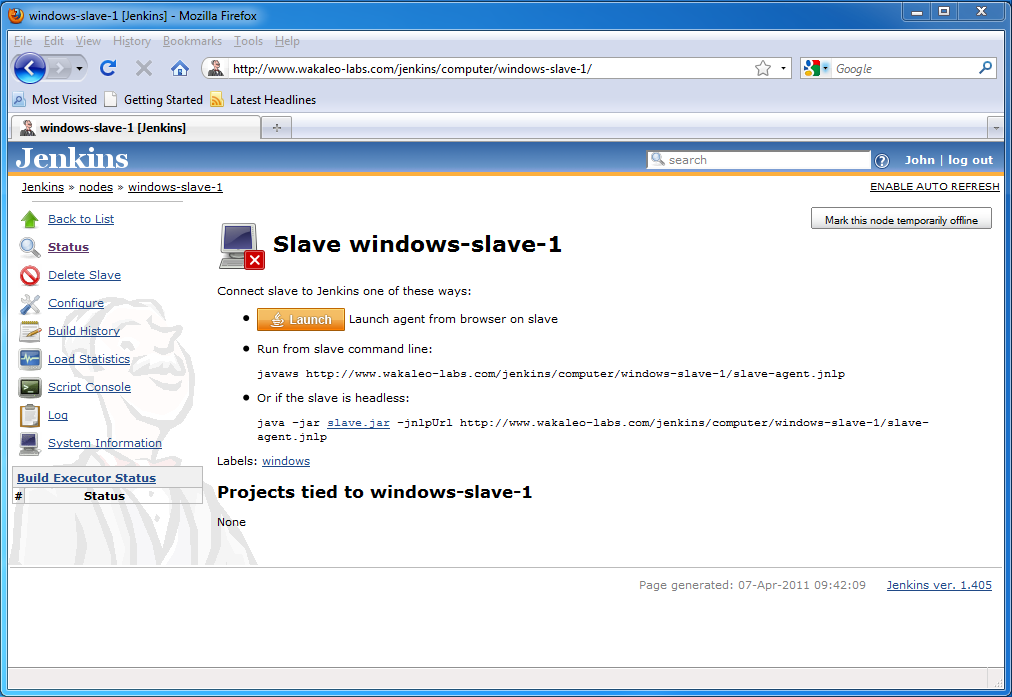 windows-slave-1 [Jenkins] - Mozilla Firefox
File Edit View History Bookmarks Tools Help
http://www.wakaleo-labs.com/jenkins/computer/windows-slave-1/
Google
Most Visited Getting Started Latest Headlines
windows-slave-1 [Jenkins]
Jenkins
search
John | log out
Jenkins » nodes » windows-slave-1
ENABLE AUTO REFRESH
Back to List
Status
Delete Slave
Configure
Build History
Load Statistics
Script Console
Log
System Information
Build Executor Status
# Status
Mark this node temporarily offline
Slave windows-slave-1
Connect slave to Jenkins one of these ways:
• Launch Launch agent from browser on slave
• Run from slave command line:
javaws http://www.wakaleo-labs.com/jenkins/computer/windows-slave-1/slave-agent.jnlp
• Or if the slave is headless:
java -jar slave.jar -jnlpUrl http://www.wakaleo-labs.com/jenkins/computer/windows-slave-1/slave-
agent.jnlp
Labels: windows
Projects tied to windows-slave-1
None
Page generated: 07-Apr-2011 09:42:09 Jenkins ver. 1.405